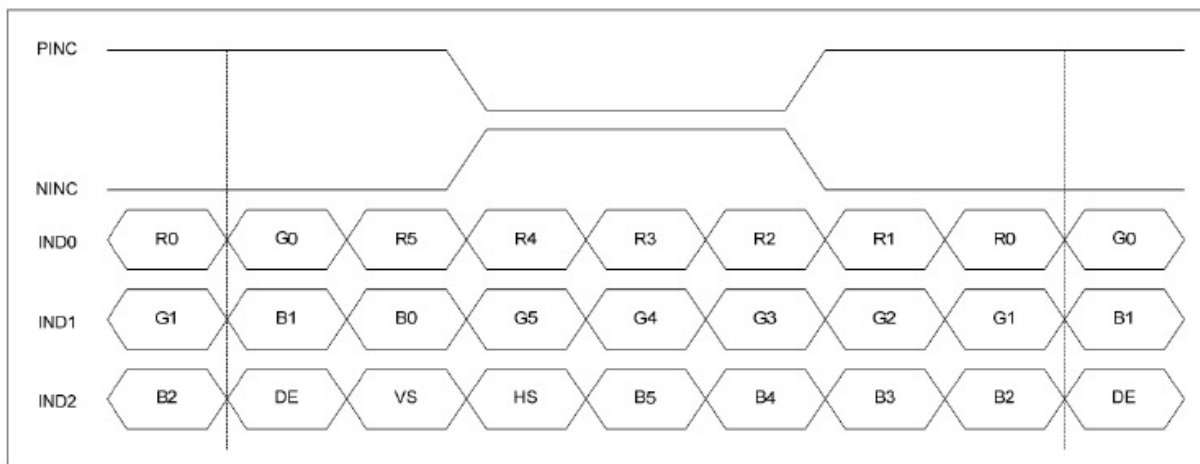 PINC
NINC
IND0 R0 G0 R5 R4 R3 R2 R1 R0 G0
IND1 G1 B1 B0 G5 G4 G3 G2 G1 B1
IND2 B2 DE VS HS B5 B4 B3 B2 DE